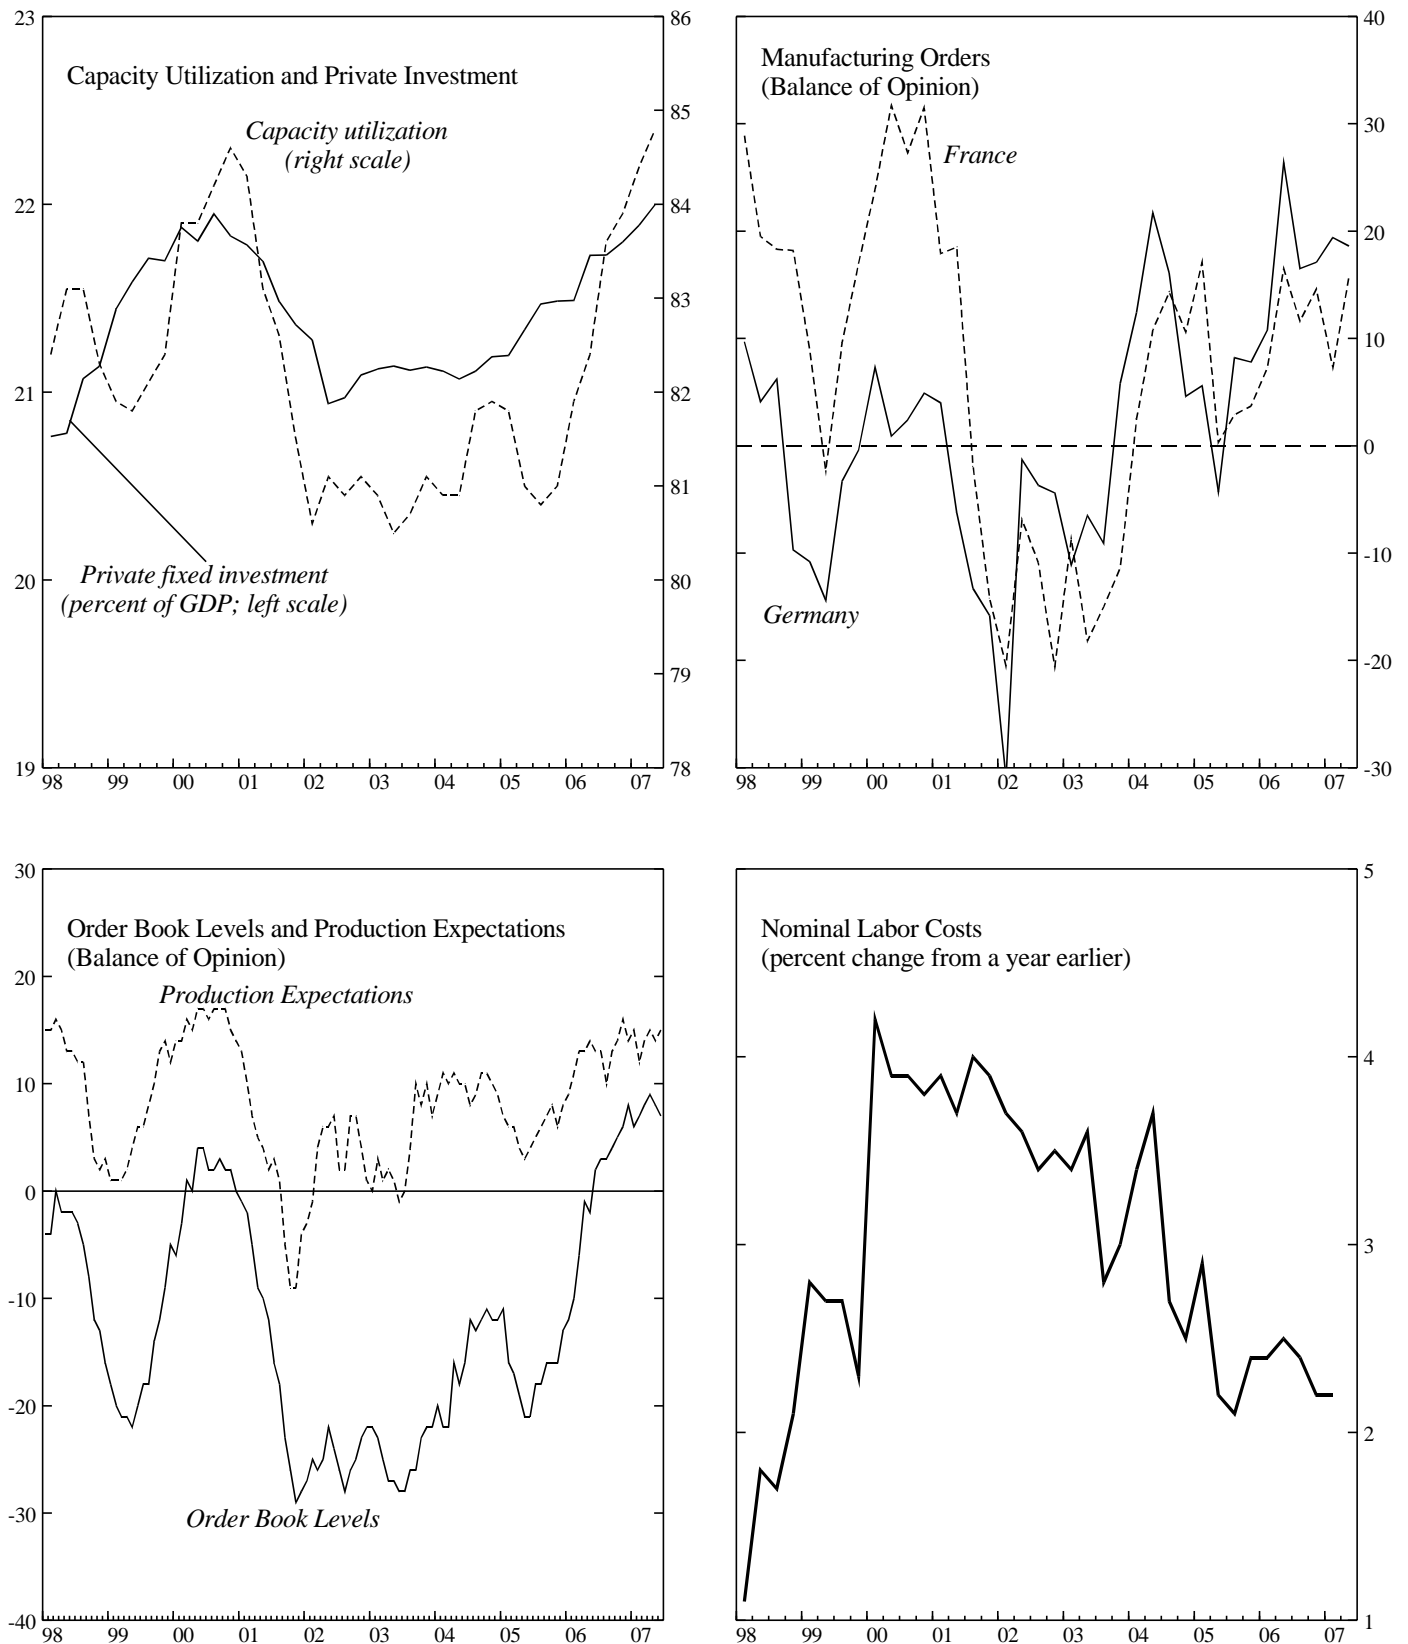 Capacity Utilization and Private Investment
Capacity utilization
(right scale)
Private fixed investment
(percent of GDP; left scale)
23
22
21
20
19
86
85
84
83
82
81
80
79
78
98 99 00 01 02 03 04 05 06 07
Manufacturing Orders
(Balance of Opinion)
France
Germany
40
30
20
10
0
-10
-20
-30
98 99 00 01 02 03 04 05 06 07
Order Book Levels and Production Expectations
(Balance of Opinion)
Production Expectations
Order Book Levels
30
20
10
0
-10
-20
-30
-40
98 99 00 01 02 03 04 05 06 07
Nominal Labor Costs
(percent change from a year earlier)
5
4
3
2
1
98 99 00 01 02 03 04 05 06 07